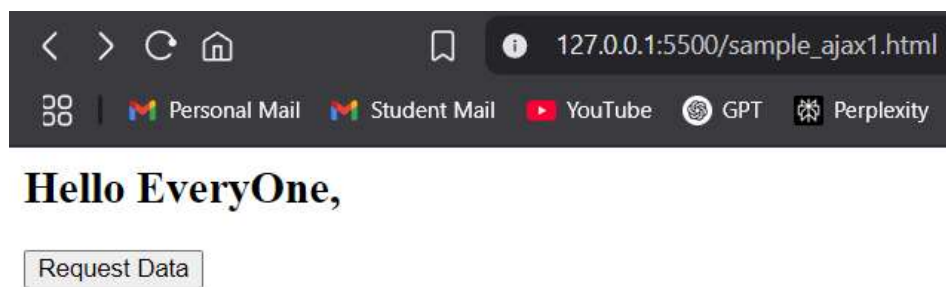 127.0.0.1:5500/sample_ajax1.html
Personal Mail Student Mail YouTube GPT Perplexity
Hello EveryOne,
Request Data